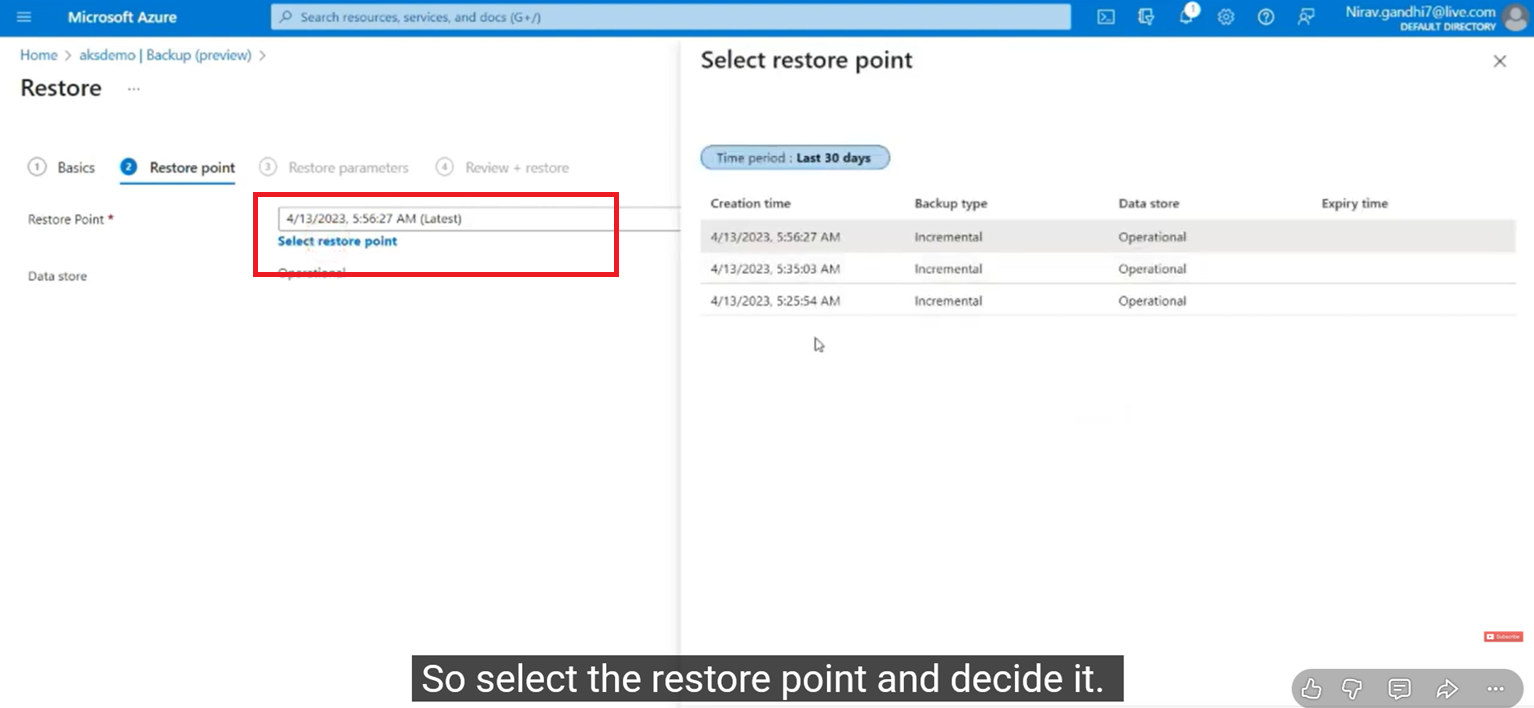 Microsoft Azure
Search resources, services, and docs (G+/)
1
Nirav.gandhi7@live.com
DEFAULT DIRECTORY
Home > aksdemo | Backup (preview) >
Restore ...
1 Basics
2 Restore point
3 Restore parameters
4 Review + restore
Restore Point *
4/13/2023, 5:56:27 AM (Latest)
Select restore point
Data store
Operational
Select restore point
Time period : Last 30 days
Creation time Backup type Data store Expiry time
4/13/2023, 5:56:27 AM Incremental Operational
4/13/2023, 5:35:03 AM Incremental Operational
4/13/2023, 5:25:54 AM Incremental Operational
Subscribe
So select the restore point and decide it.